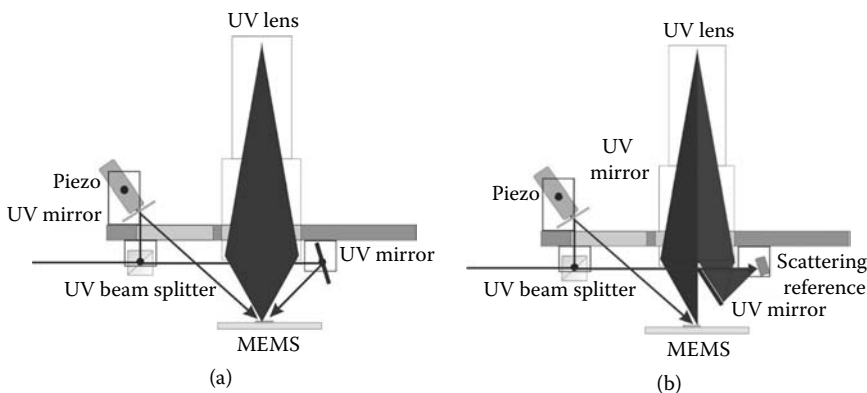 UV lens
Piezo
UV mirror
UV mirror
UV beam splitter
MEMS
(a)
UV lens
UV
mirror
Piezo
Scattering
reference
UV beam splitter
UV mirror
MEMS
(b)